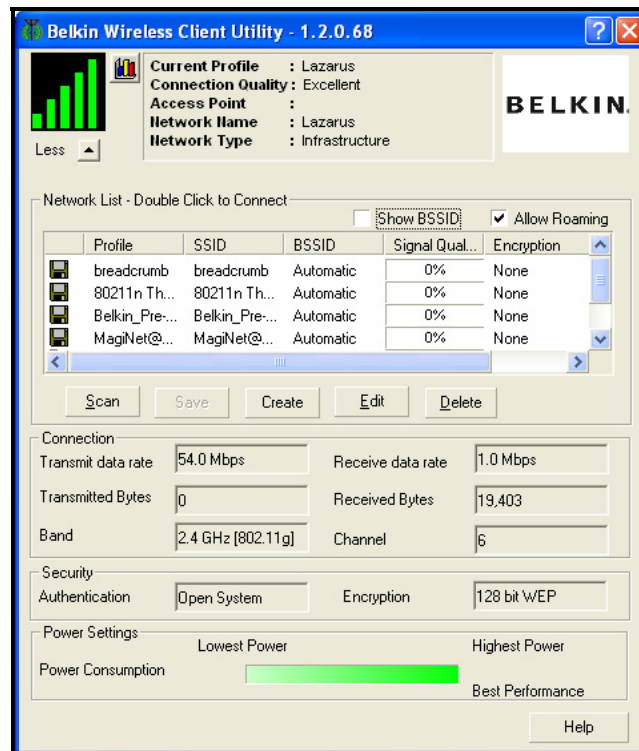 Belkin Wireless Client Utility - 1.2.0.68
Current Profile : Lazarus
Connection Quality : Excellent
Access Point :
Network Name : Lazarus
Network Type : Infrastructure
BELKIN.
Less
Network List - Double Click to Connect
Show BSSID Allow Roaming
Profile SSID BSSID Signal Qual... Encryption
breadcrumb breadcrumb Automatic 0% None
80211n Th... 80211n Th... Automatic 0% None
Belkin_Pre-... Belkin_Pre-... Automatic 0% None
MagiNet@... MagiNet@... Automatic 0% None
Scan Save Create Edit Delete
Connection
Transmit data rate 54.0 Mbps Receive data rate 1.0 Mbps
Transmitted Bytes 0 Received Bytes 19,403
Band 2.4 GHz [802.11g] Channel 6
Security
Authentication Open System Encryption 128 bit WEP
Power Settings
Lowest Power Highest Power
Power Consumption
Best Performance
Help